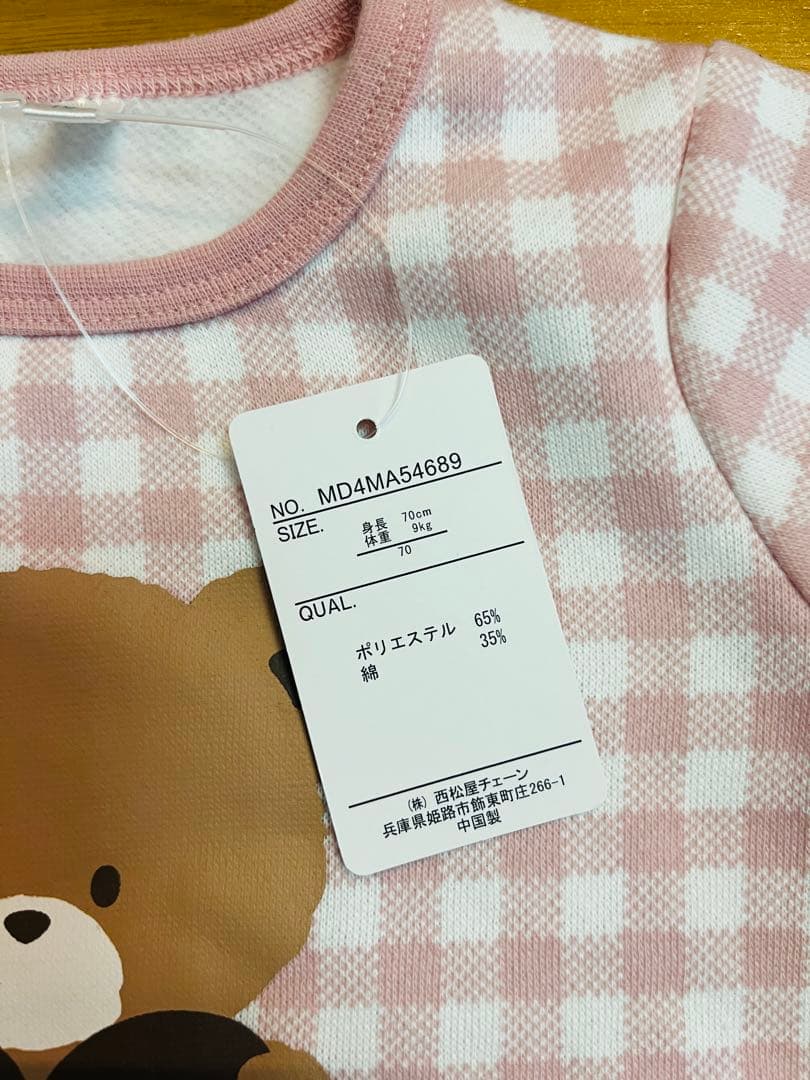 NO. MD4MA54689
SIZE.
身長 70cm
体重 9kg
70
QUAL.
ポリエステル 65%
綿 35%
(株) 西松屋チェーン
兵庫県姫路市飾東町庄266-1
中国製